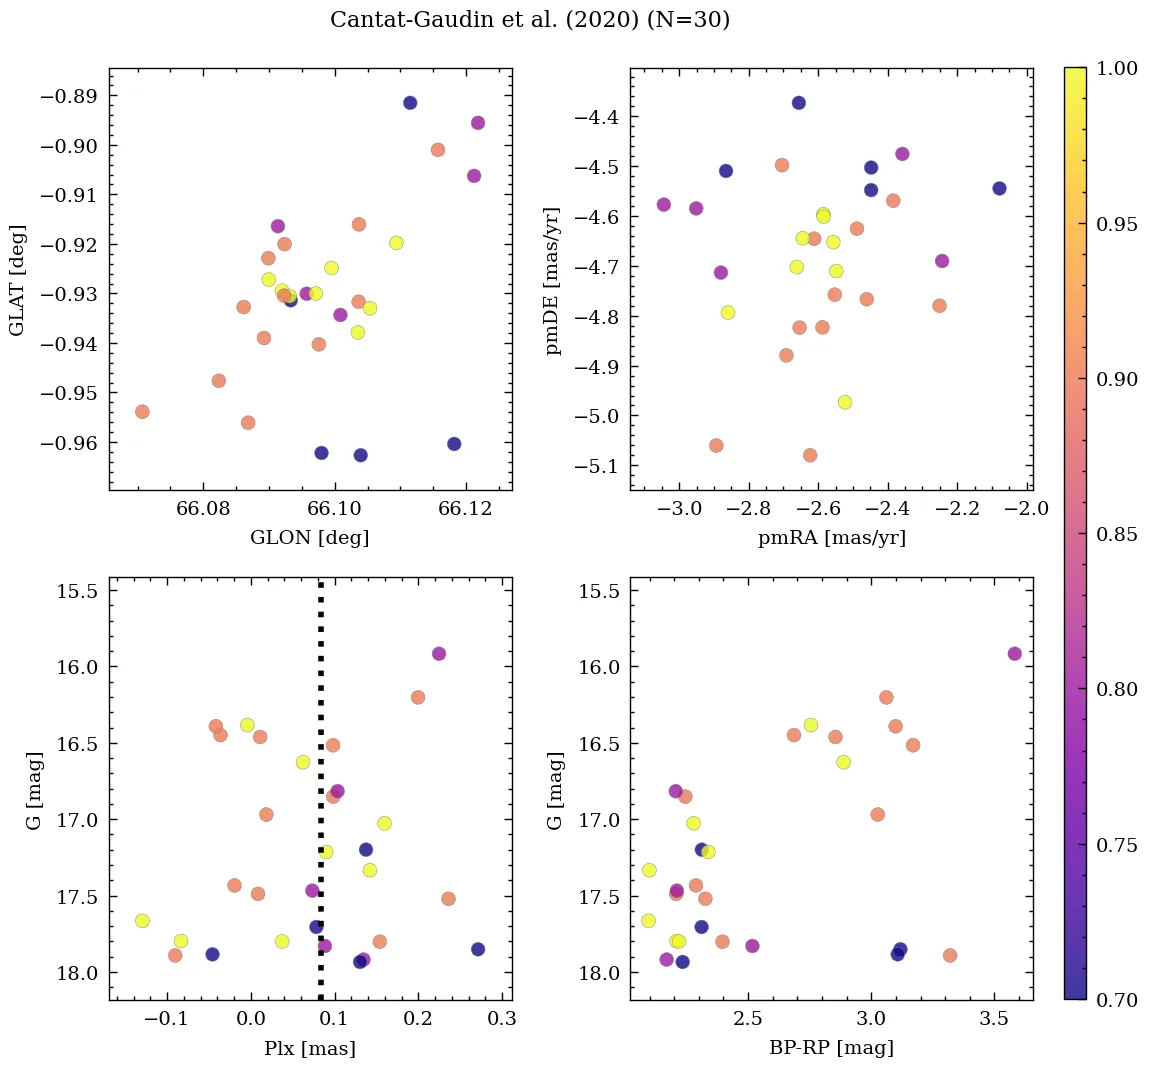 Cantat-Gaudin et al. (2020) (N=30)
−0.89
−0.90
−0.91
−0.92
−0.93
−0.94
−0.95
−0.96
GLAT [deg]
66.08 66.10 66.12
GLON [deg]
−4.4
−4.5
−4.6
−4.7
−4.8
−4.9
−5.0
−5.1
pmDE [mas/yr]
−3.0 −2.8 −2.6 −2.4 −2.2 −2.0
pmRA [mas/yr]
15.5
16.0
16.5
17.0
17.5
18.0
G [mag]
−0.1 0.0 0.1 0.2 0.3
Plx [mas]
15.5
16.0
16.5
17.0
17.5
18.0
G [mag]
2.5 3.0 3.5
BP-RP [mag]
1.00
0.95
0.90
0.85
0.80
0.75
0.70